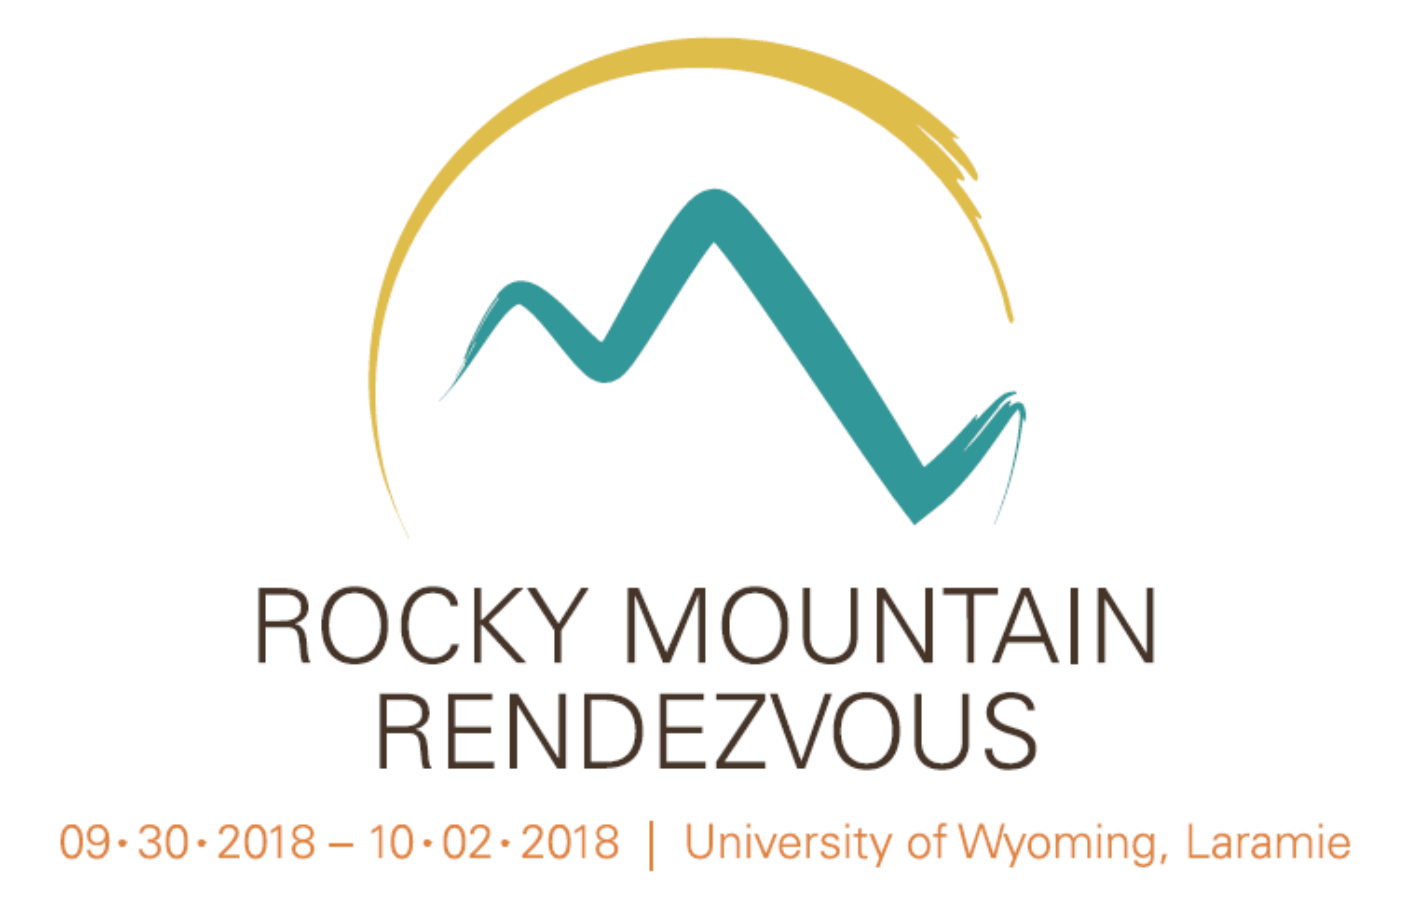 ROCKY MOUNTAIN
RENDEZVOUS
09·30·2018 – 10·02·2018 | University of Wyoming, Laramie